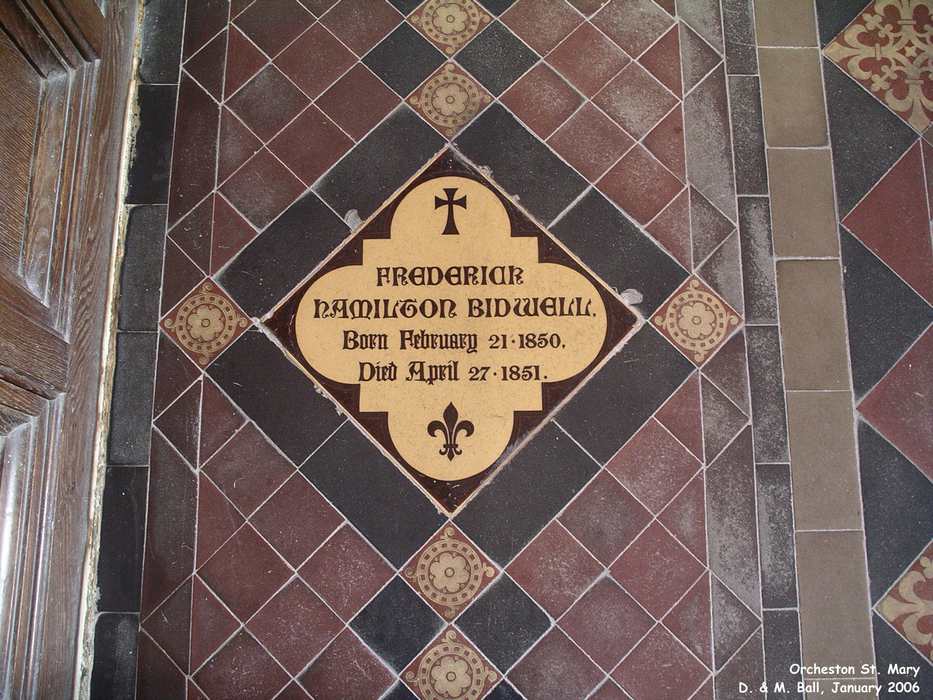 FREDERICK
HAMILTON BIDWELL.
Born February 21·1850.
Died April 27·1851.
Orcheston St. Mary
D. & M. Ball, January 2006